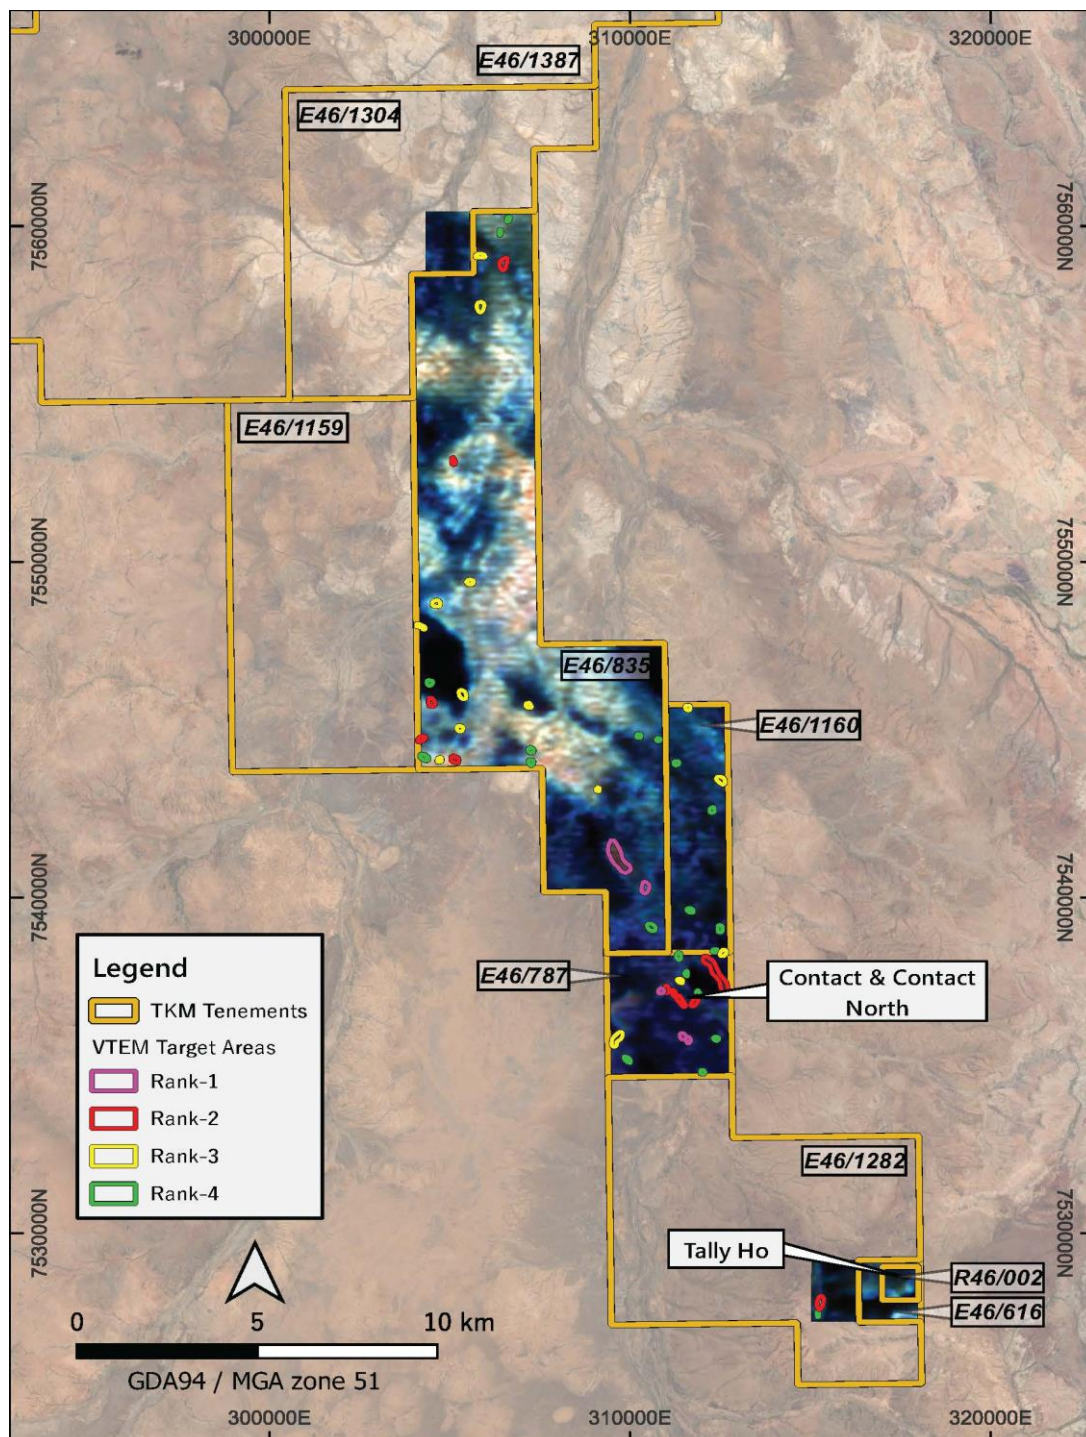 300000E
310000E
320000E
E46/1387
E46/1304
7560000N
7560000N
E46/1159
7550000N
7550000N
E46/835
E46/1160
7540000N
7540000N
E46/787
Contact & Contact
North
Legend
TKM Tenements
VTEM Target Areas
Rank-1
Rank-2
Rank-3
Rank-4
E46/1282
7530000N
7530000N
Tally Ho
R46/002
E46/616
0 5 10 km
GDA94 / MGA zone 51
300000E
310000E
320000E